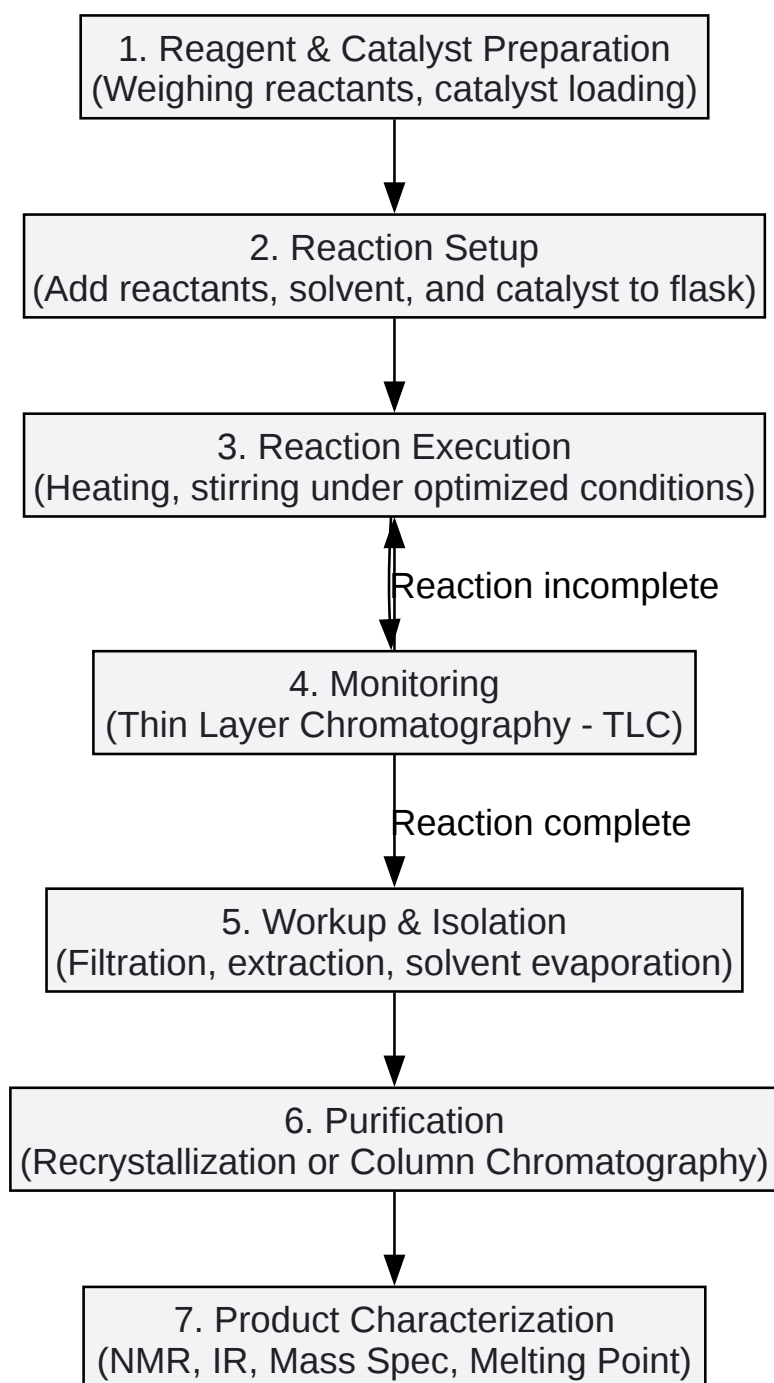 1. Reagent & Catalyst Preparation
(Weighing reactants, catalyst loading)
2. Reaction Setup
(Add reactants, solvent, and catalyst to flask)
3. Reaction Execution
(Heating, stirring under optimized conditions)
Reaction incomplete
4. Monitoring
(Thin Layer Chromatography - TLC)
Reaction complete
5. Workup & Isolation
(Filtration, extraction, solvent evaporation)
6. Purification
(Recrystallization or Column Chromatography)
7. Product Characterization
(NMR, IR, Mass Spec, Melting Point)